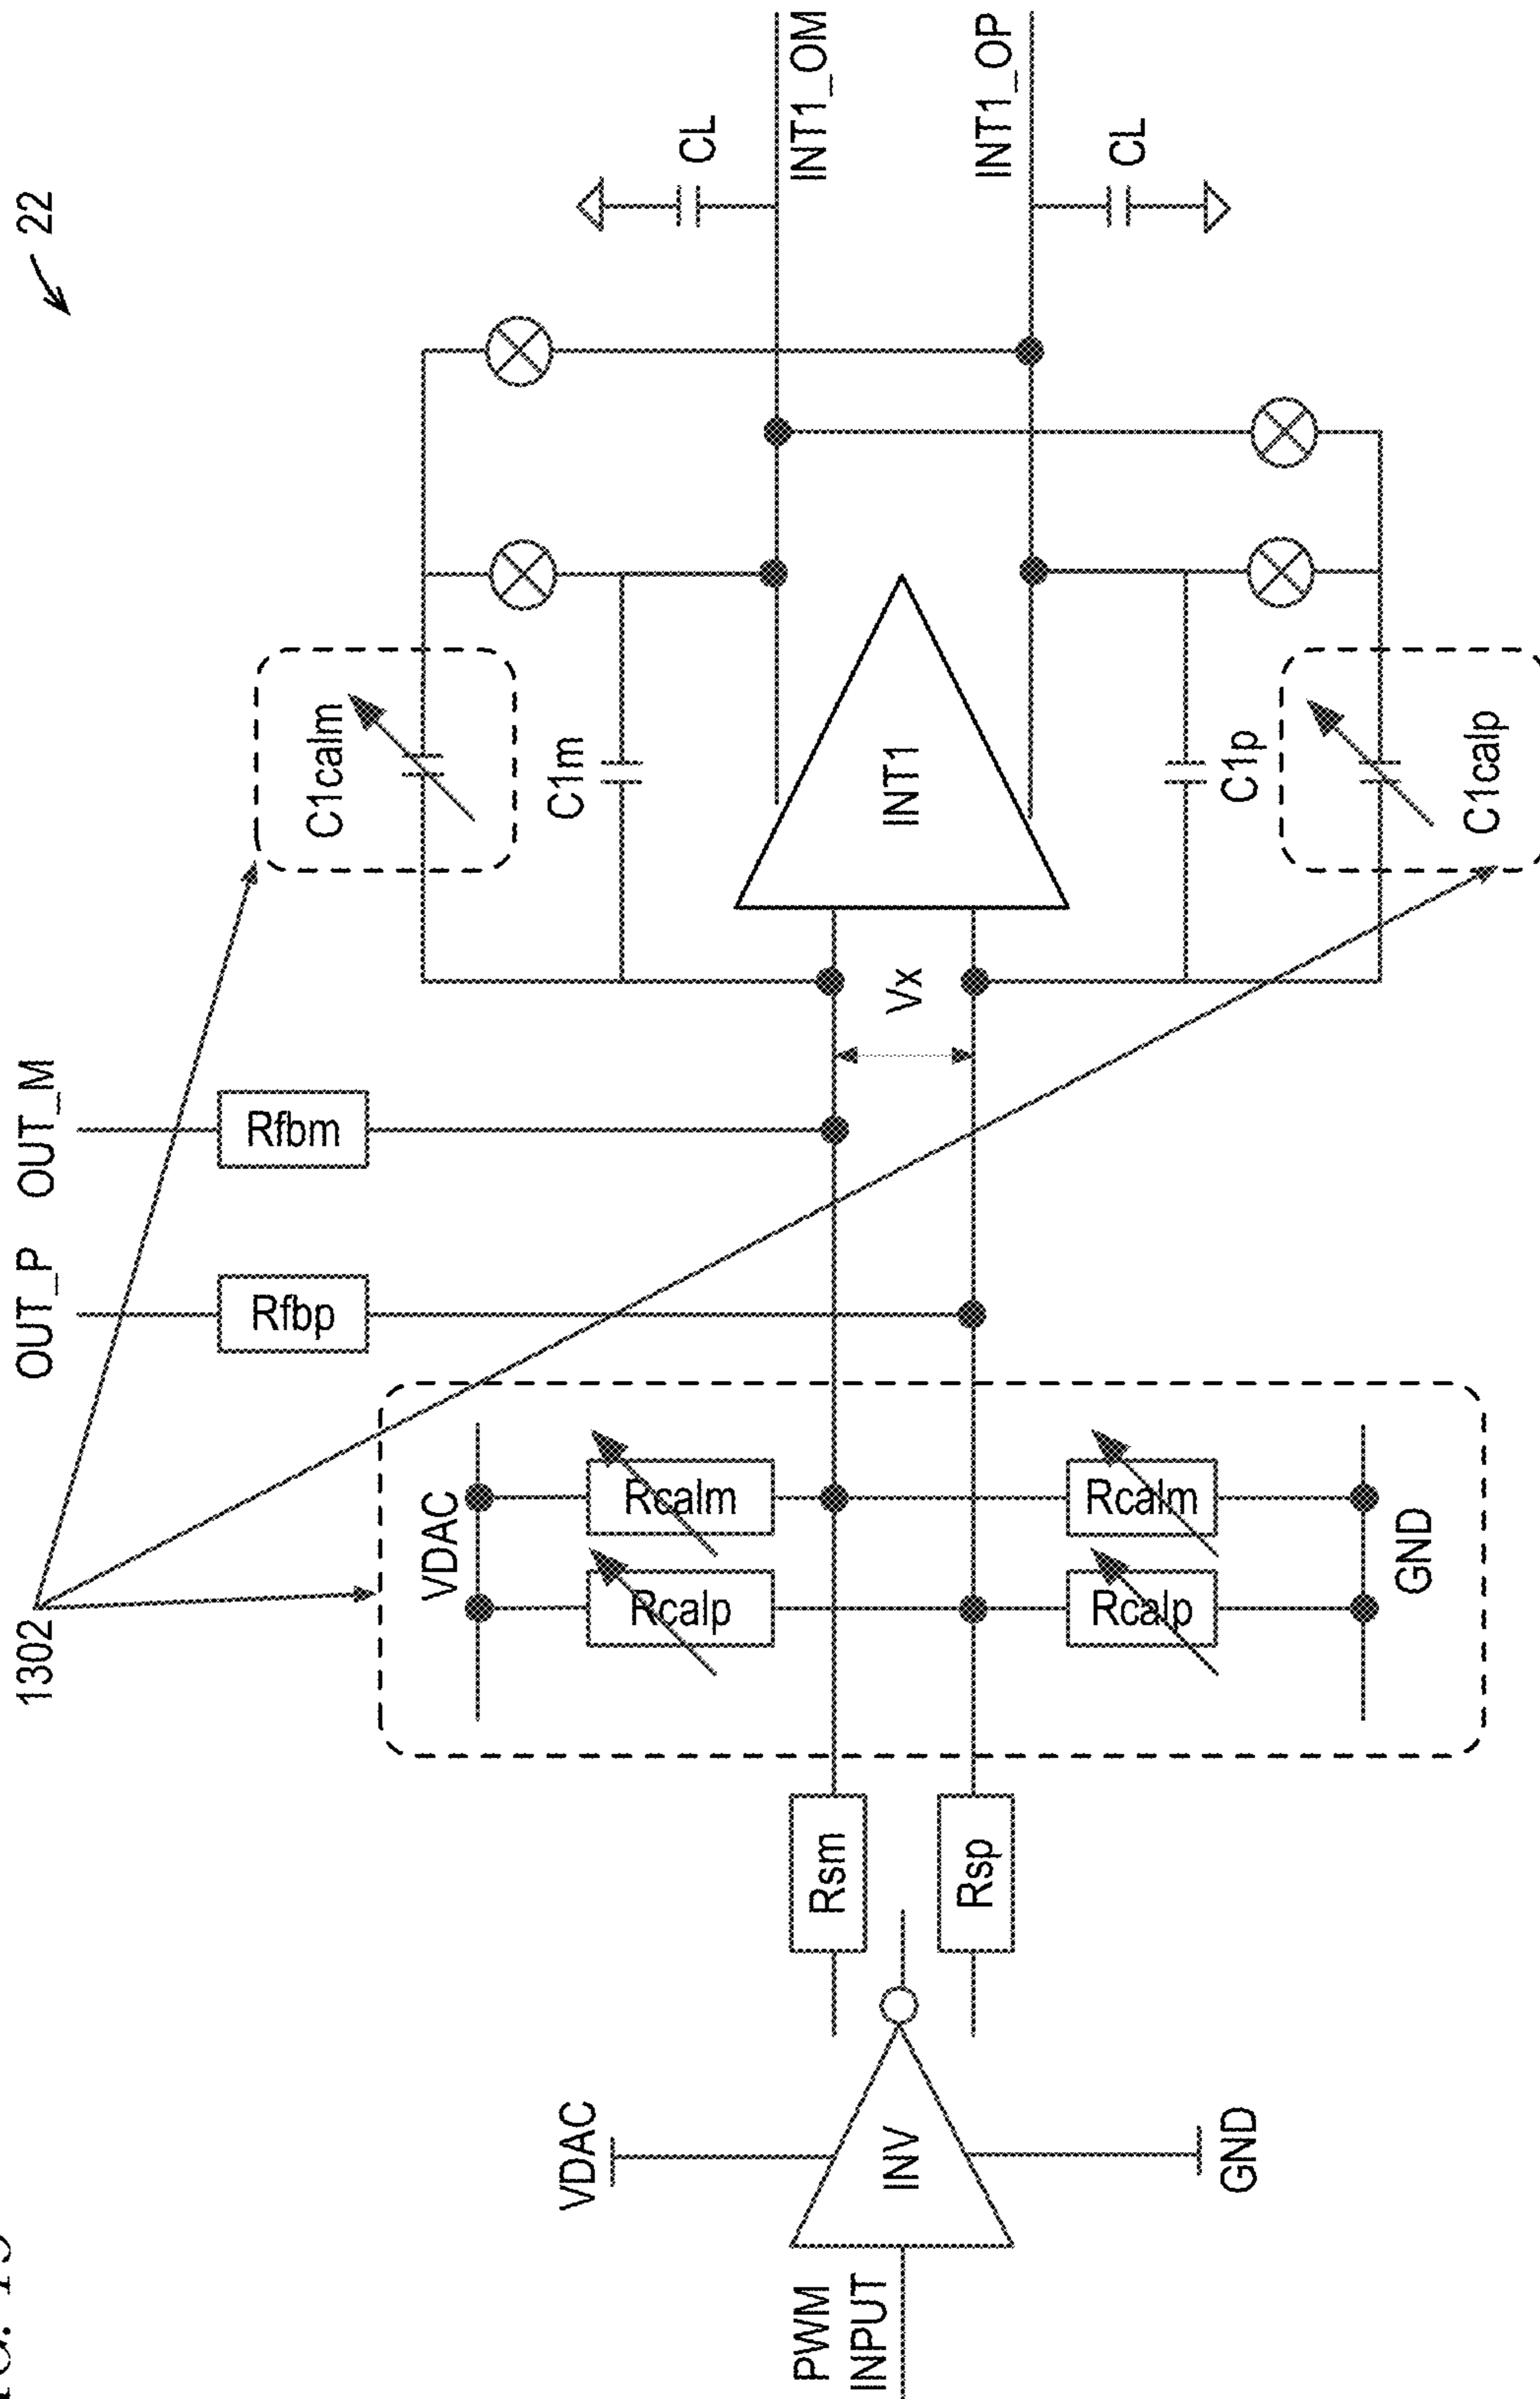 22
1302
OUT_P
OUT_M
Rfbp
Rfbm
C1calm
C1m
CL
INT1_OM
VDAC
Rcalp
Rcalm
Rsm
Rsp
Vx
INT1
INT1_OP
CL
VDAC
INV
PWM
INPUT
GND
Rcalp
Rcalm
GND
C1p
C1calp